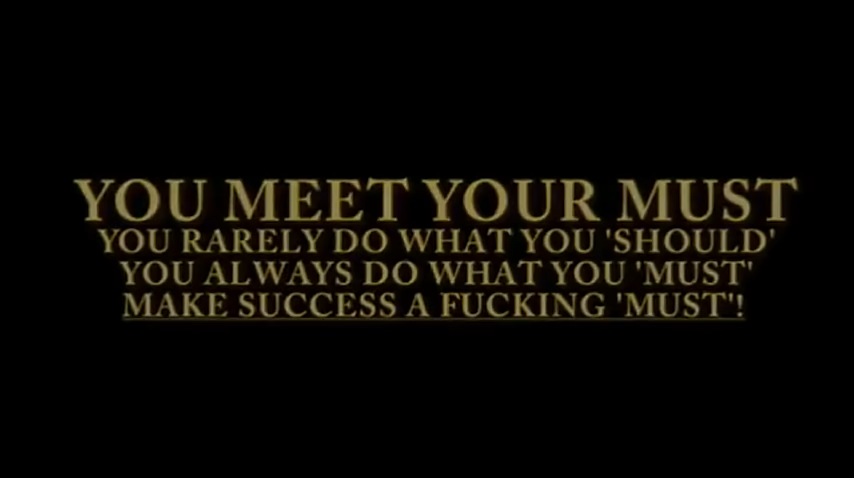 YOU MEET YOUR MUST
YOU RARELY DO WHAT YOU 'SHOULD'
YOU ALWAYS DO WHAT YOU 'MUST'
MAKE SUCCESS A FUCKING 'MUST'!